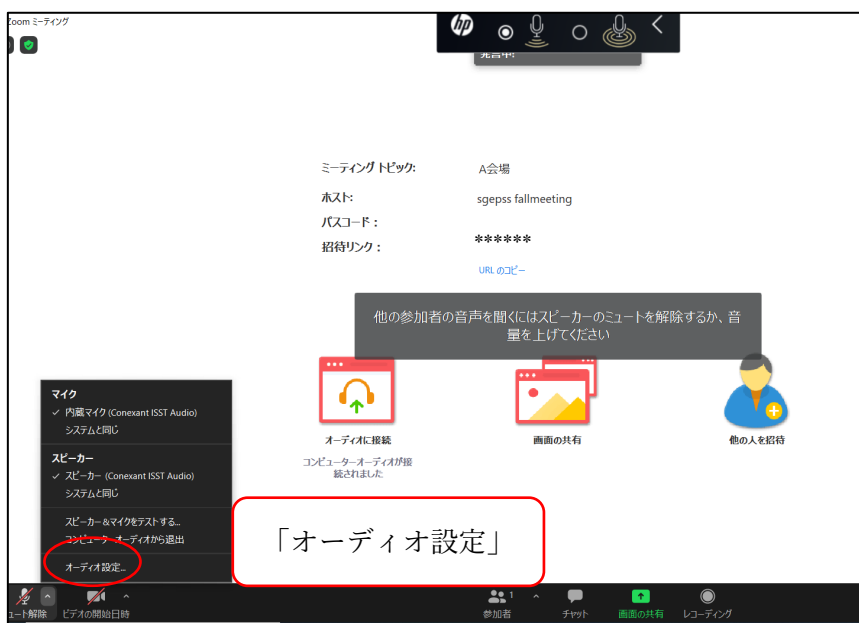 Zoom ミーティング
hp
発言中:
ミーティング トピック:
A会場
ホスト:
sgepss fallmeeting
パスコード：
******
招待リンク：
URL のコピー
他の参加者の音声を聞くにはスピーカーのミュートを解除するか、音
量を上げてください
マイク
✓ 内蔵マイク (Conexant ISST Audio)
システムと同じ
スピーカー
✓ スピーカー (Conexant ISST Audio)
システムと同じ
スピーカー＆マイクをテストする...
コンピューターオーディオから退出
オーディオ設定...
オーディオに接続
コンピューターオーディオが接
続されました
画面の共有
他の人を招待
「オーディオ設定」
ュート解除
ビデオの開始日時
1
参加者
チャット
画面の共有
レコーディング